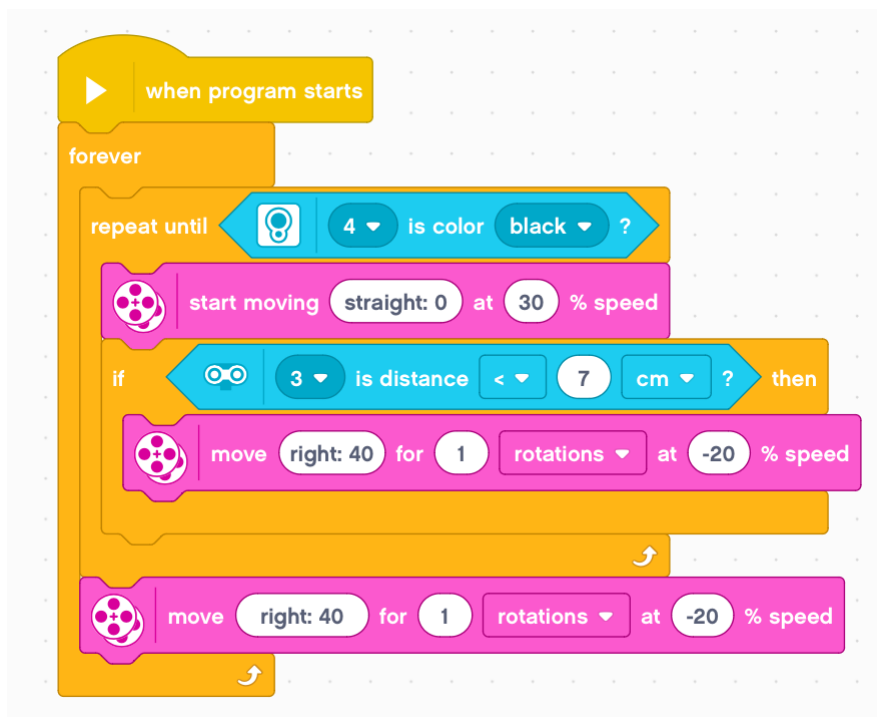 when program starts
forever
repeat until 4 is color black ?
start moving straight: 0 at 30 % speed
if 3 is distance < 7 cm ? then
move right: 40 for 1 rotations at -20 % speed
move right: 40 for 1 rotations at -20 % speed